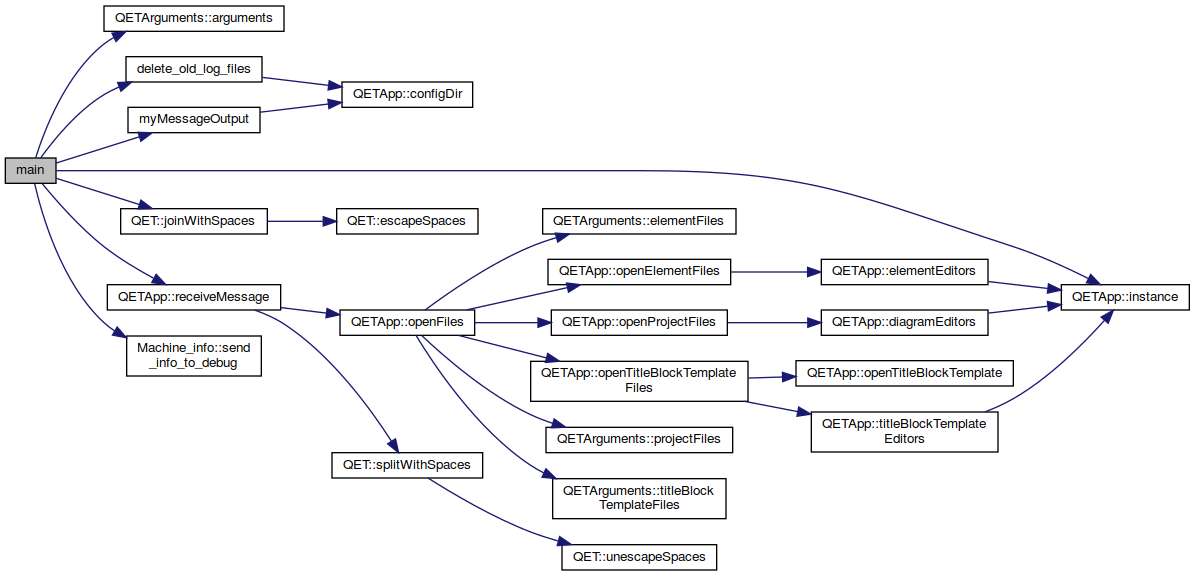 QETArguments::arguments
delete_old_log_files
QETApp::configDir
myMessageOutput
main
QET::joinWithSpaces
QET::escapeSpaces
QETArguments::elementFiles
QETApp::openElementFiles
QETApp::elementEditors
QETApp::receiveMessage
QETApp::instance
QETApp::openFiles
QETApp::openProjectFiles
QETApp::diagramEditors
Machine_info::send
_info_to_debug
QETApp::openTitleBlockTemplate
Files
QETApp::openTitleBlockTemplate
QETApp::titleBlockTemplate
Editors
QETArguments::projectFiles
QET::splitWithSpaces
QETArguments::titleBlock
TemplateFiles
QET::unescapeSpaces